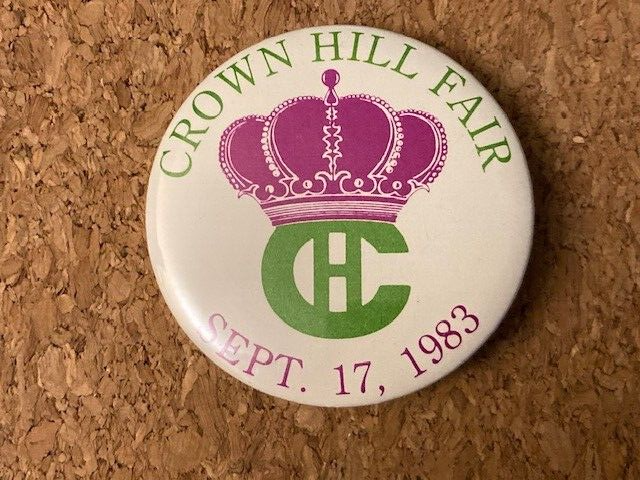 CROWN HILL FAIR
CH
SEPT. 17, 1983